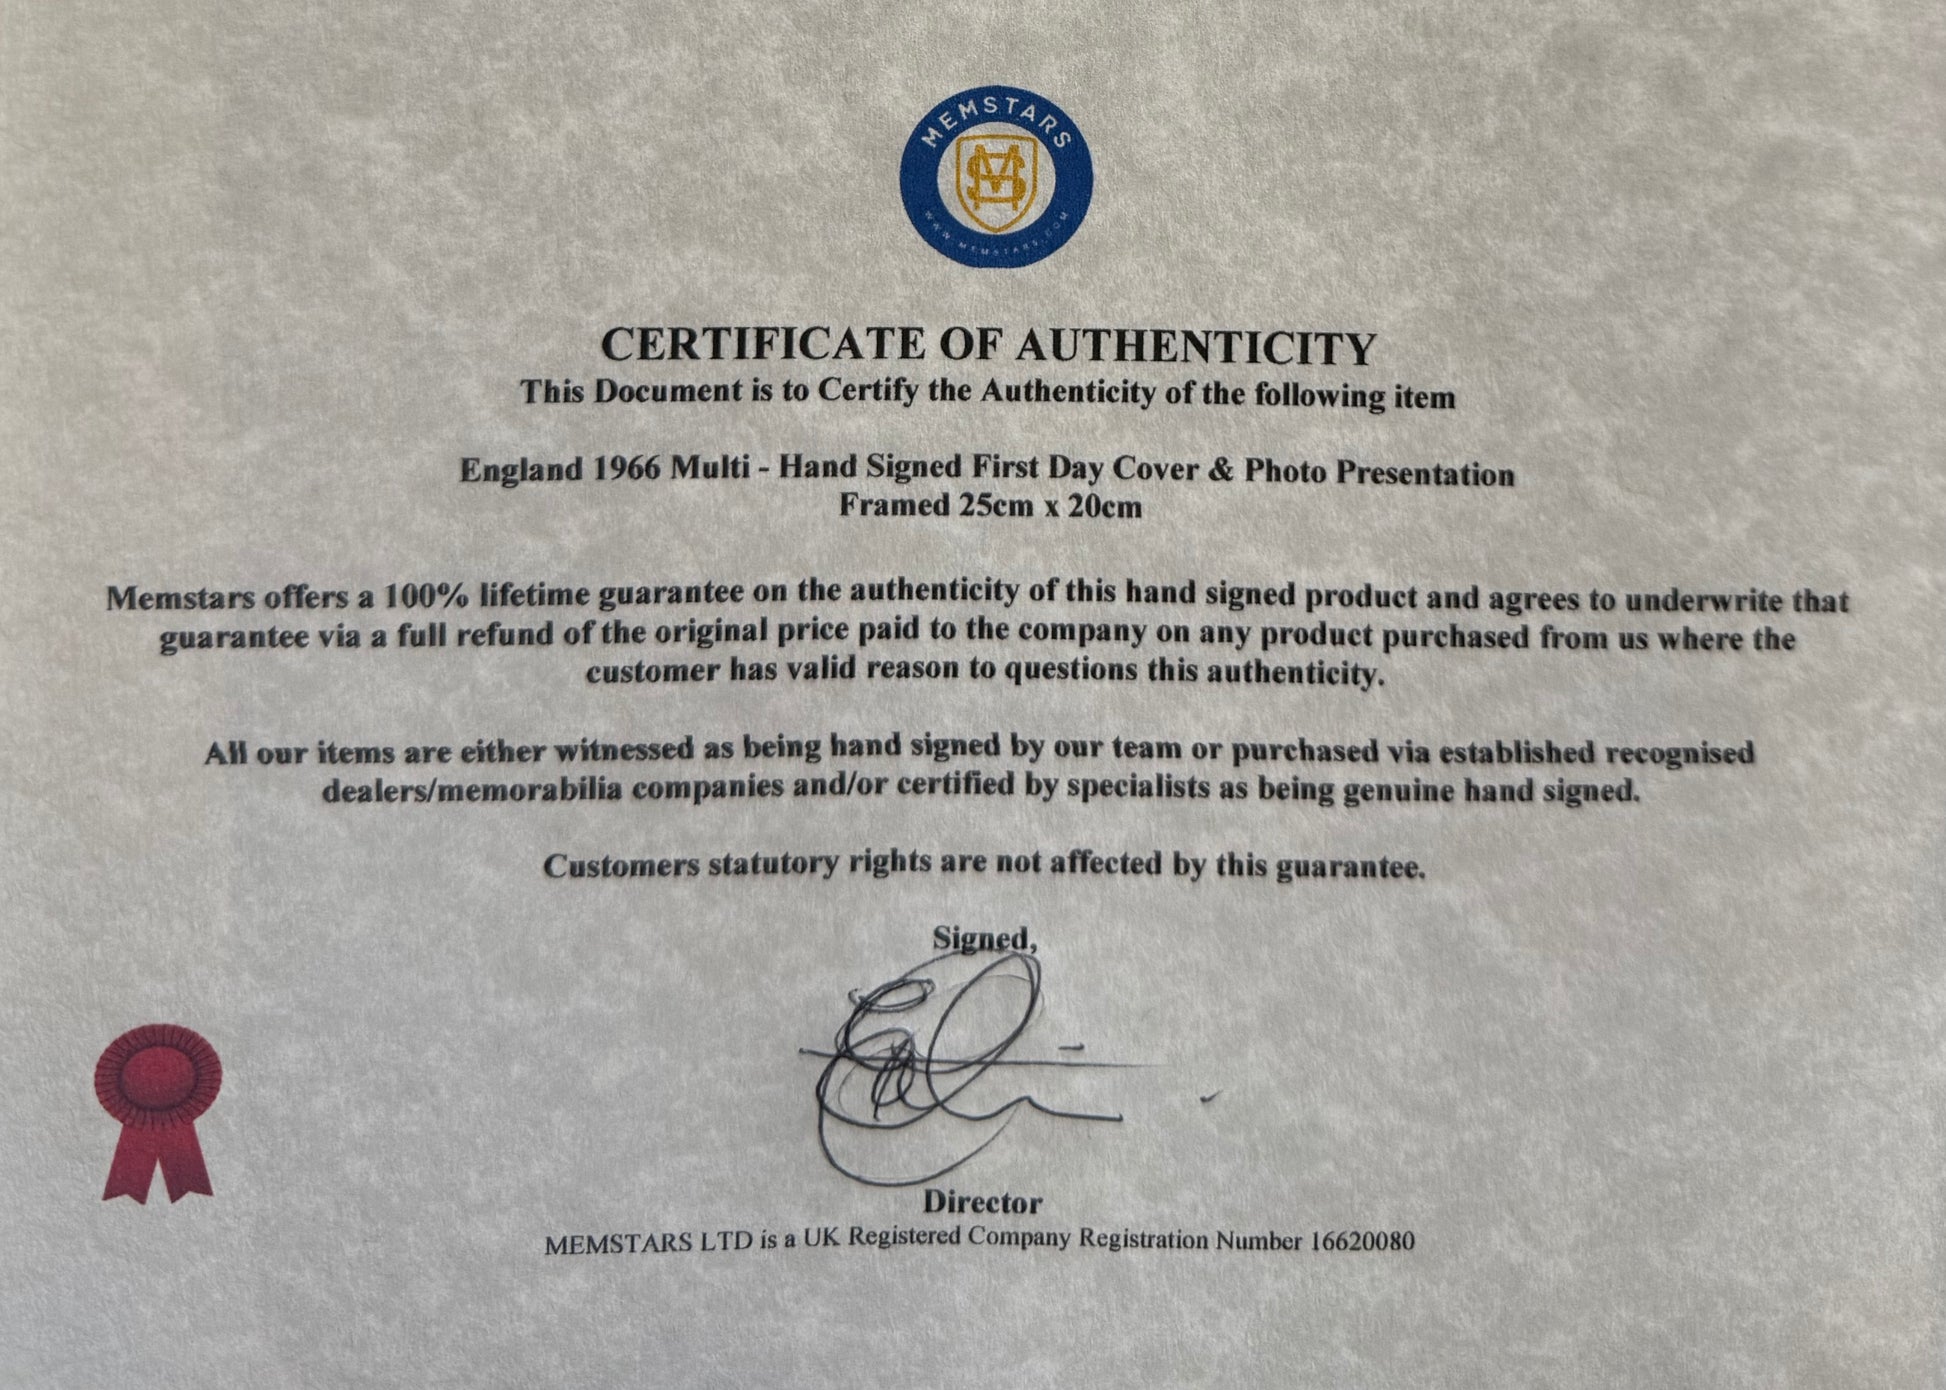 MEMSTARS
WWW.MEMSTARS.COM
CERTIFICATE OF AUTHENTICITY
This Document is to Certify the Authenticity of the following item
England 1966 Multi - Hand Signed First Day Cover & Photo Presentation
Framed 25cm x 20cm
Memstars offers a 100% lifetime guarantee on the authenticity of this hand signed product and agrees to underwrite that
guarantee via a full refund of the original price paid to the company on any product purchased from us where the
customer has valid reason to questions this authenticity.
All our items are either witnessed as being hand signed by our team or purchased via established recognised
dealers/memorabilia companies and/or certified by specialists as being genuine hand signed.
Customers statutory rights are not affected by this guarantee.
Signed,
Director
MEMSTARS LTD is a UK Registered Company Registration Number 16620080